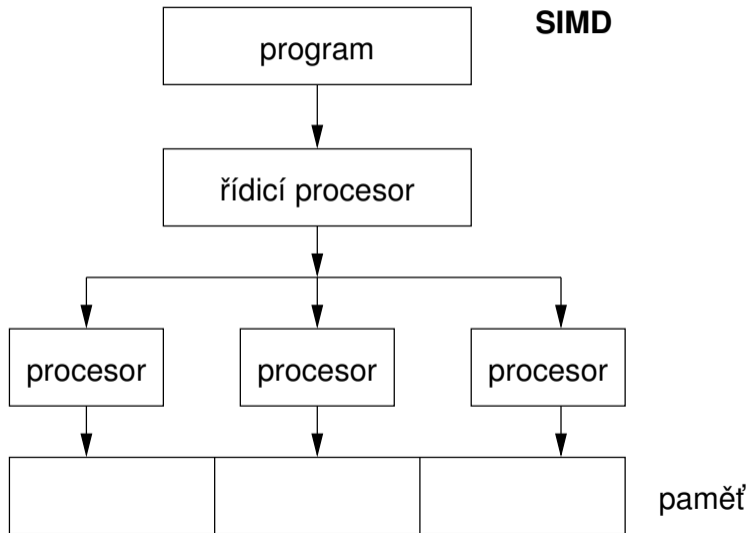 SIMD
program
řídicí procesor
procesor
procesor
procesor
paměť